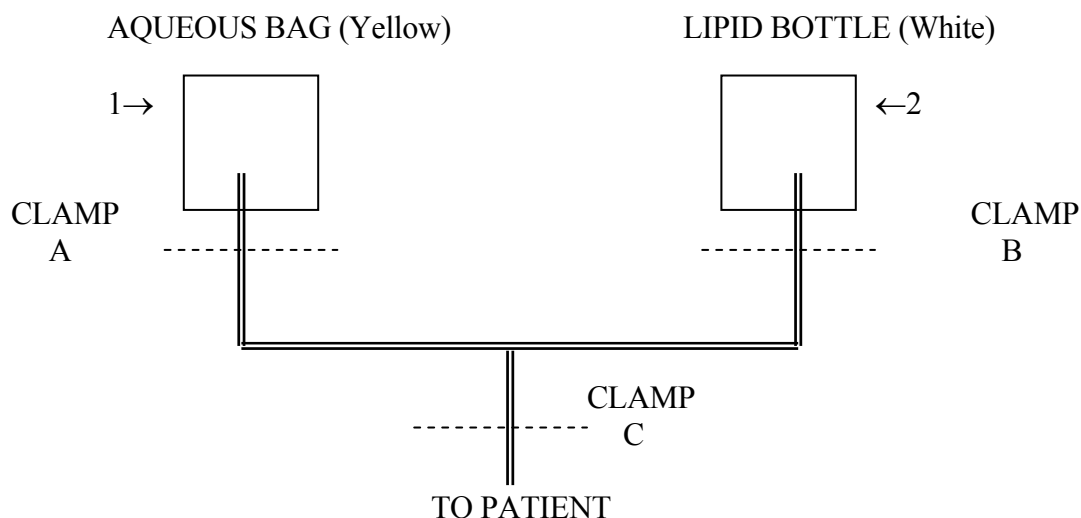 AQUEOUS BAG (Yellow)
LIPID BOTTLE (White)
1→
←2
CLAMP
A
CLAMP
B
CLAMP
C
TO PATIENT